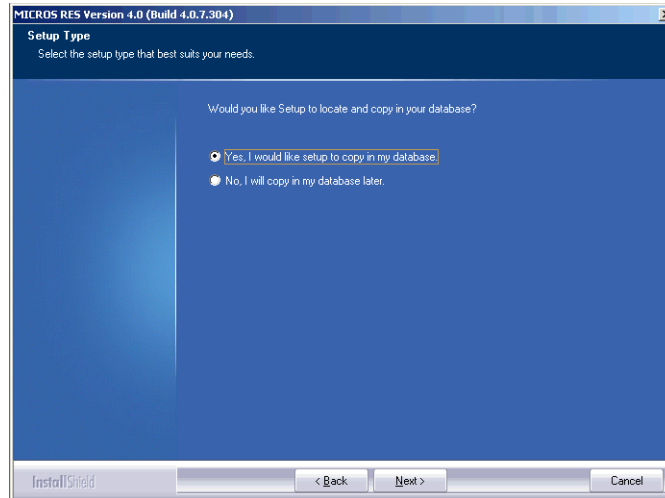 MICROS RES Version 4.0 (Build 4.0.7.304)
Setup Type
Select the setup type that best suits your needs.
Would you like Setup to locate and copy in your database?
Yes, I would like setup to copy in my database.
No, I will copy in my database later.
InstallShield
< Back
Next >
Cancel